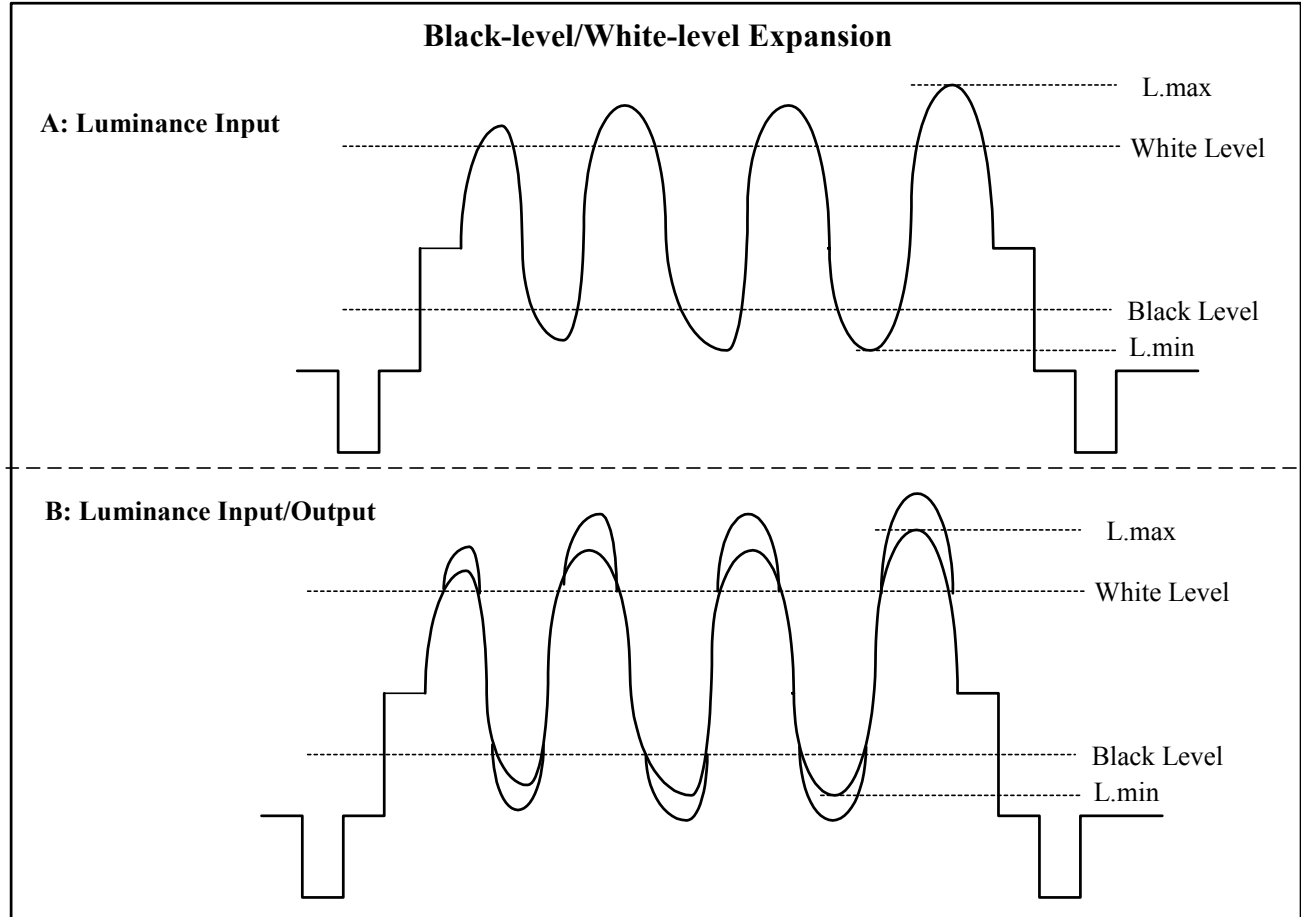 Black-level/White-level Expansion
L.max
A: Luminance Input
White Level
Black Level
L.min
B: Luminance Input/Output
L.max
White Level
Black Level
L.min